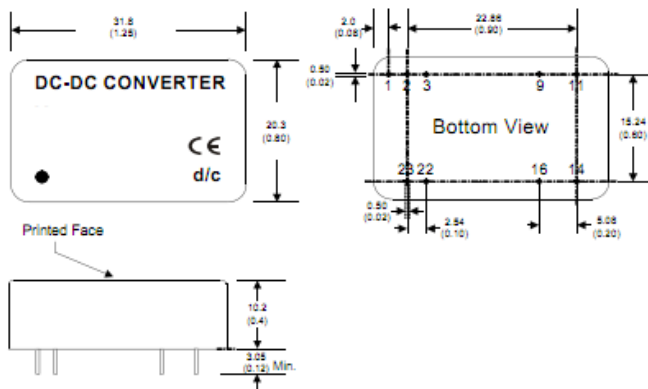 31.8
(1.25)
DC-DC CONVERTER
CE
d/c
20.3
(0.80)
2.0
(0.08)
22.86
(0.90)
0.50
(0.02)
1 2 3 9 11
Bottom View
15.24
(0.60)
23 22 16 14
0.50
(0.02)
2.54
(0.10)
5.08
(0.20)
Printed Face
10.2
(0.4)
3.05
(0.12) Min.